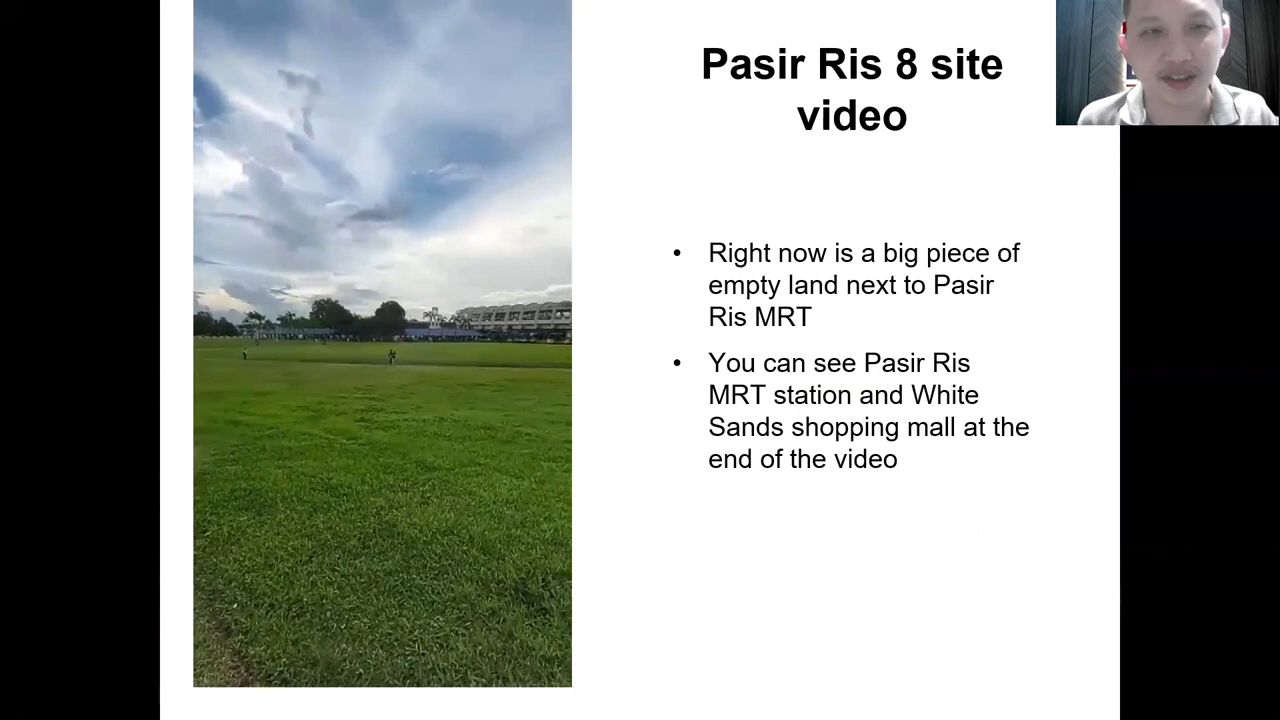 Pasir Ris 8 site
video
• Right now is a big piece of
empty land next to Pasir
Ris MRT
• You can see Pasir Ris
MRT station and White
Sands shopping mall at the
end of the video